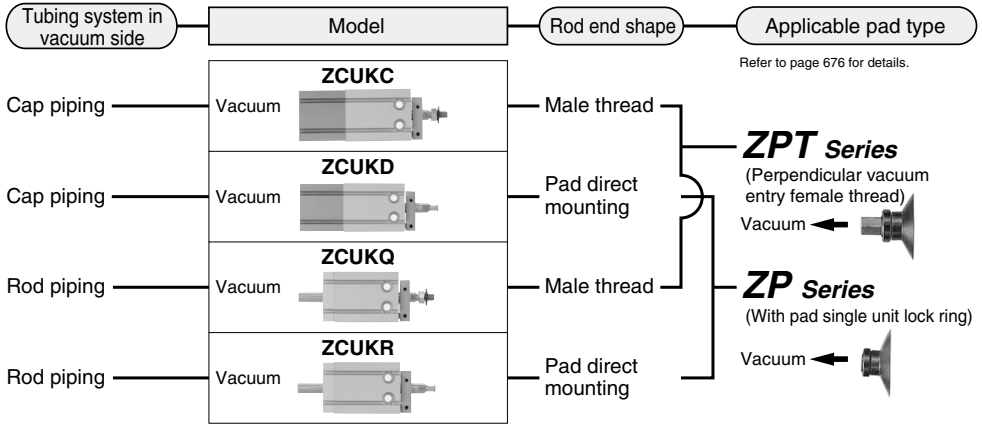 Tubing system in
vacuum side
Model
Rod end shape
Applicable pad type
Refer to page 676 for details.
Cap piping
Vacuum
ZCUKC
Male thread
Cap piping
Vacuum
ZCUKD
Pad direct
mounting
Rod piping
Vacuum
ZCUKQ
Male thread
Rod piping
Vacuum
ZCUKR
Pad direct
mounting
ZPT Series
(Perpendicular vacuum
entry female thread)
Vacuum
ZP Series
(With pad single unit lock ring)
Vacuum